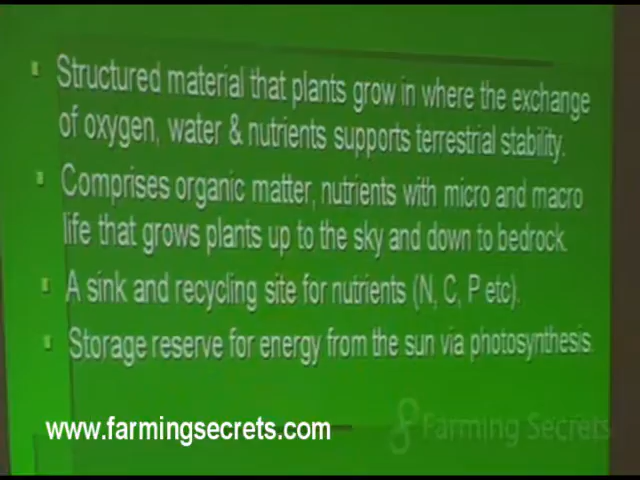 Structured material that plants grow in where the exchange
of oxygen, water & nutrients supports terrestrial stability.
Comprises organic matter, nutrients with micro and macro
life that grows plants up to the sky and down to bedrock.
A sink and recycling site for nutrients (N, C, P etc).
Storage reserve for energy from the sun via photosynthesis.
www.farmingsecrets.com
Farming Secrets